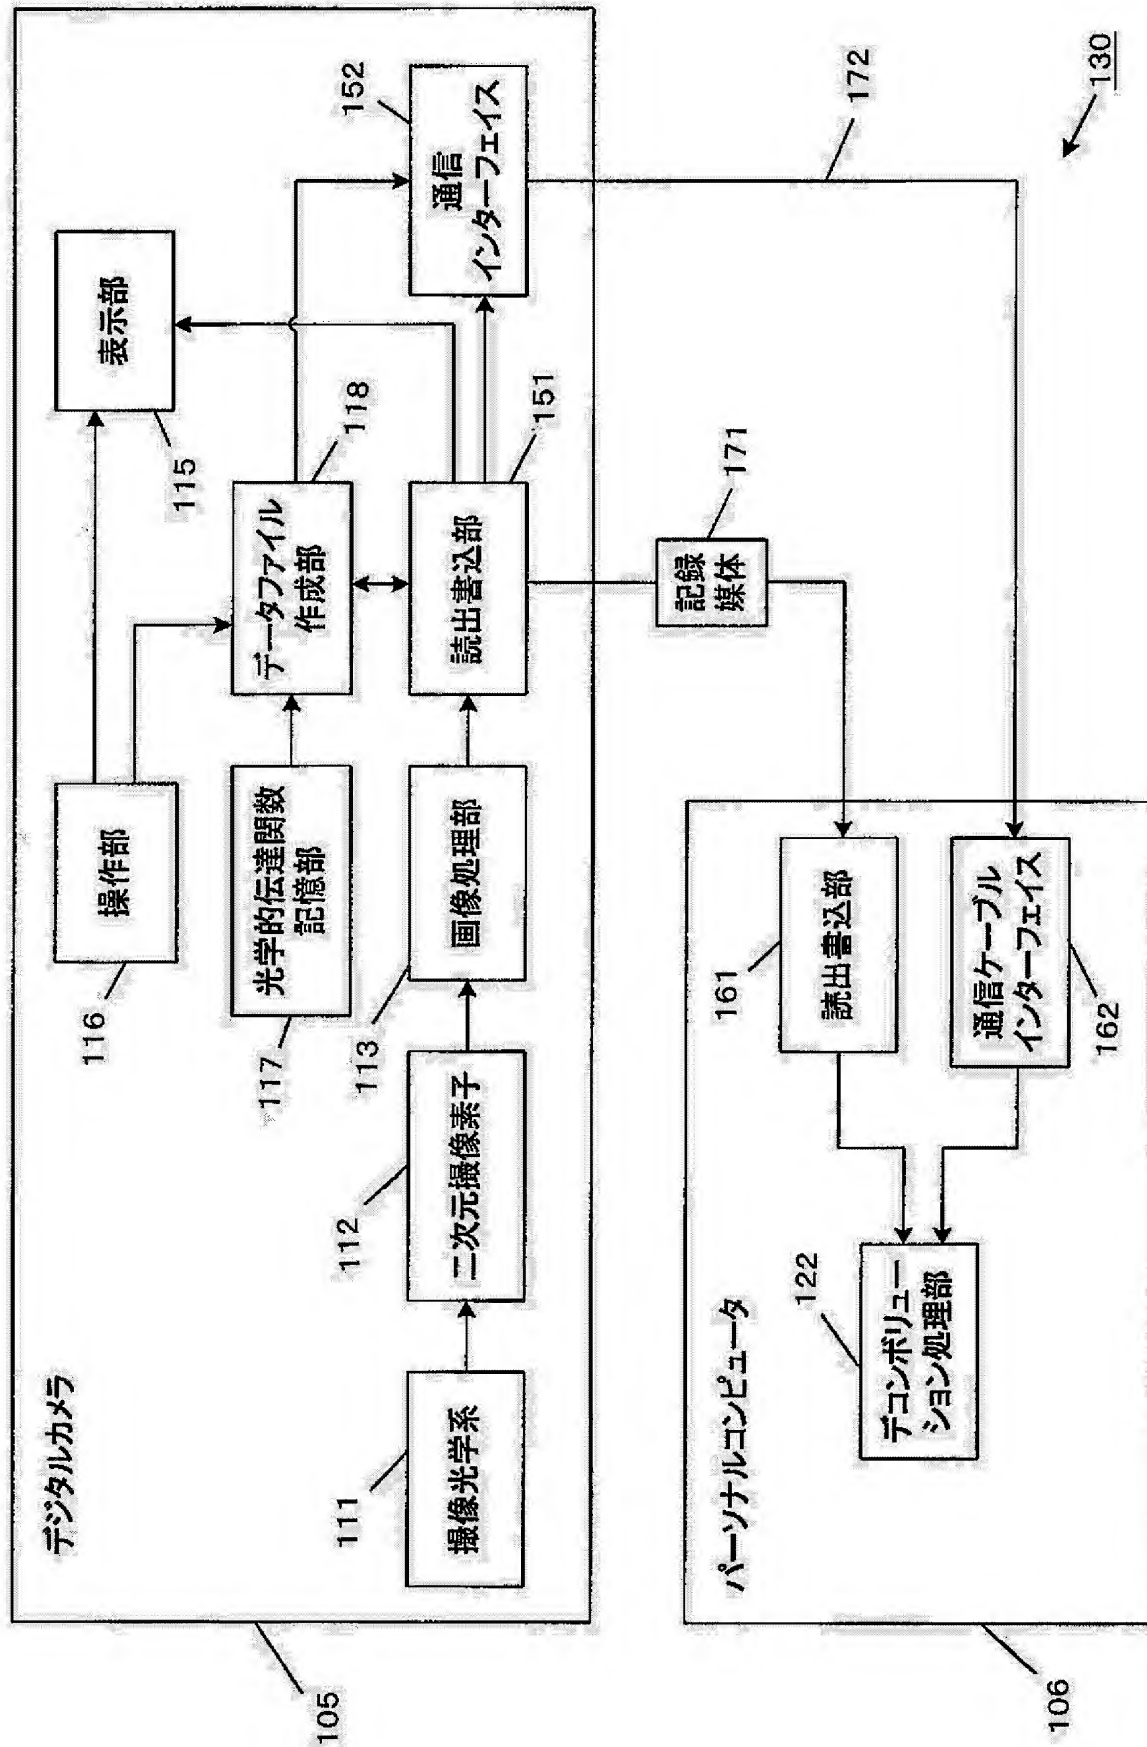 デジタルカメラ
105
操作部
116
表示部
115
光学的伝達関数
記憶部
117
データファイル
作成部
118
通信
インターフェイス
152
撮像光学系
111
二次元撮像素子
112
画像処理部
113
読出書込部
151
記録
媒体
171
172
130
パーソナルコンピュータ
106
読出書込部
161
デコンボリュー
ション処理部
122
通信ケーブル
インターフェイス
162